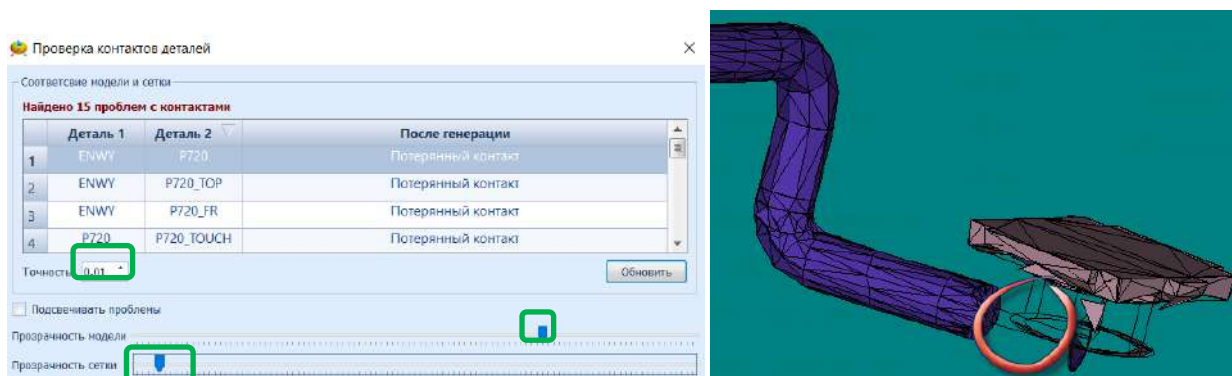 Проверка контактов деталей
Соответсвие модели и сетки
Найдено 15 проблем с контактами
Деталь 1 Деталь 2 После генерации
1 ENWY P720 Потерянный контакт
2 ENWY P720_TOP Потерянный контакт
3 ENWY P720_FR Потерянный контакт
4 P720 P720_TOUCH Потерянный контакт
Точность 0,01 Обновить
Подсвечивать проблемы
Прозрачность модели
Прозрачность сетки